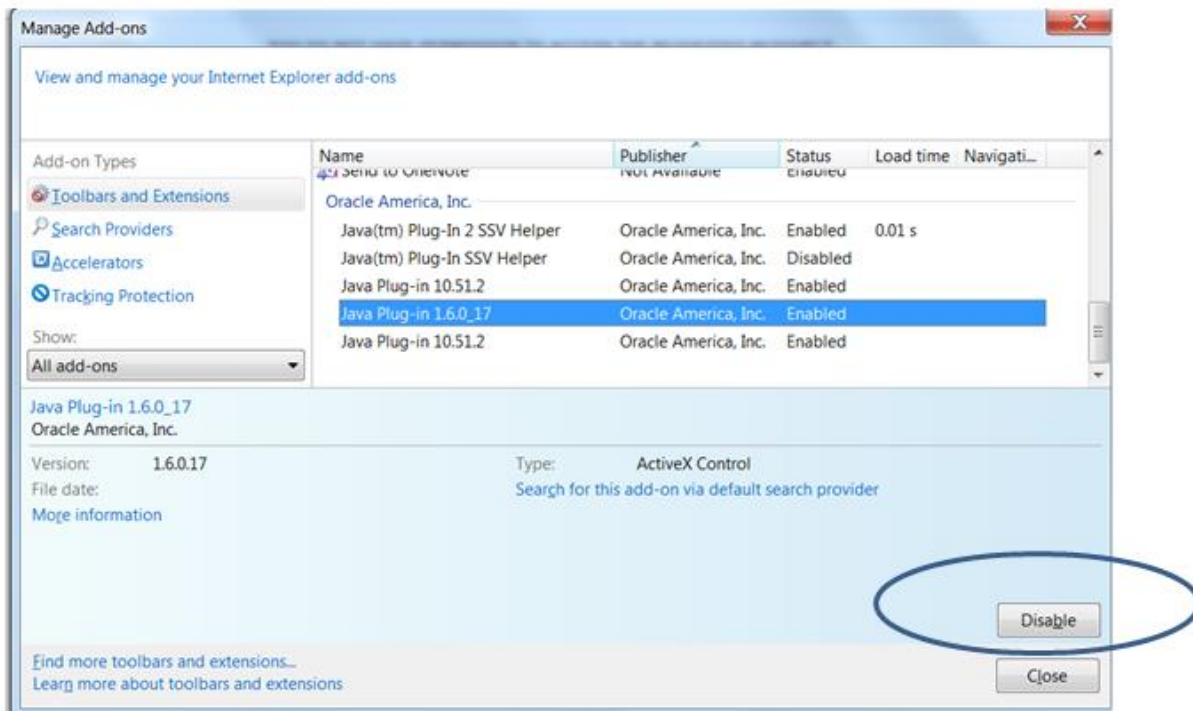 Manage Add-ons
View and manage your Internet Explorer add-ons
Add-on Types
Toolbars and Extensions
Search Providers
Accelerators
Tracking Protection
Show:
All add-ons
Name Publisher Status Load time Navigati...
Send to OneNote Not Available Enabled
Oracle America, Inc.
Java(tm) Plug-In 2 SSV Helper Oracle America, Inc. Enabled 0.01 s
Java(tm) Plug-In SSV Helper Oracle America, Inc. Disabled
Java Plug-in 10.51.2 Oracle America, Inc. Enabled
Java Plug-in 1.6.0_17 Oracle America, Inc. Enabled
Java Plug-in 10.51.2 Oracle America, Inc. Enabled
Java Plug-in 1.6.0_17
Oracle America, Inc.
Version: 1.6.0.17 Type: ActiveX Control
File date: Search for this add-on via default search provider
More information
Disable
Find more toolbars and extensions...
Learn more about toolbars and extensions
Close